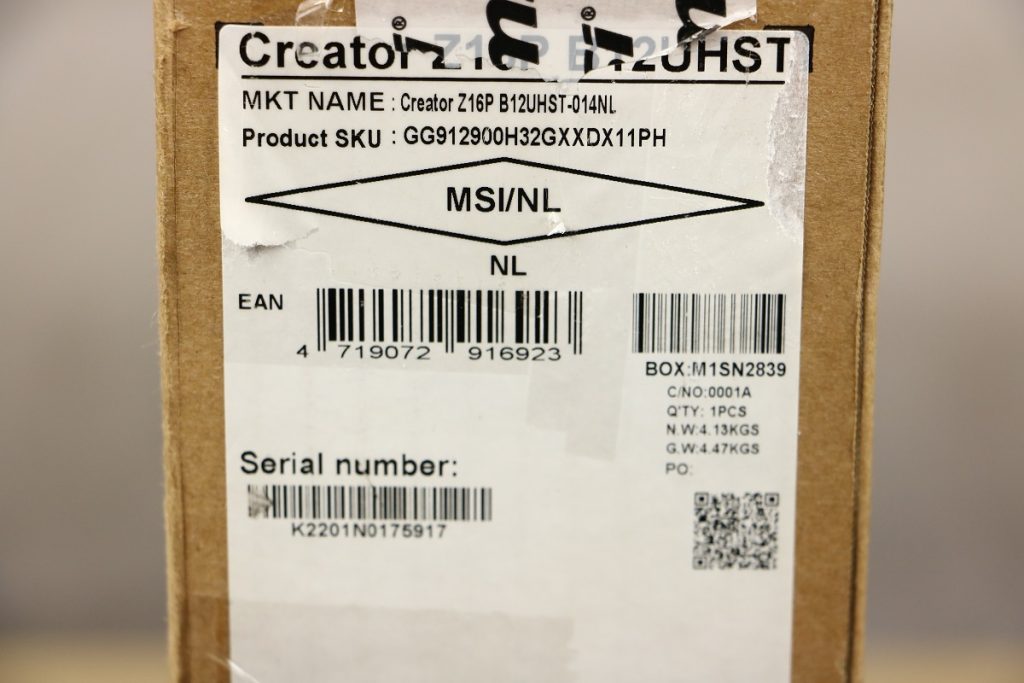 Creator Z16P B12UHST
MKT NAME : Creator Z16P B12UHST-014NL
Product SKU : GG912900H32GXXDX11PH
MSI/NL
NL
EAN
4 719072 916923
BOX:M1SN2839
C/NO:0001A
Q'TY: 1PCS
N.W:4.13KGS
G.W:4.47KGS
PO:
Serial number:
K2201N0175917